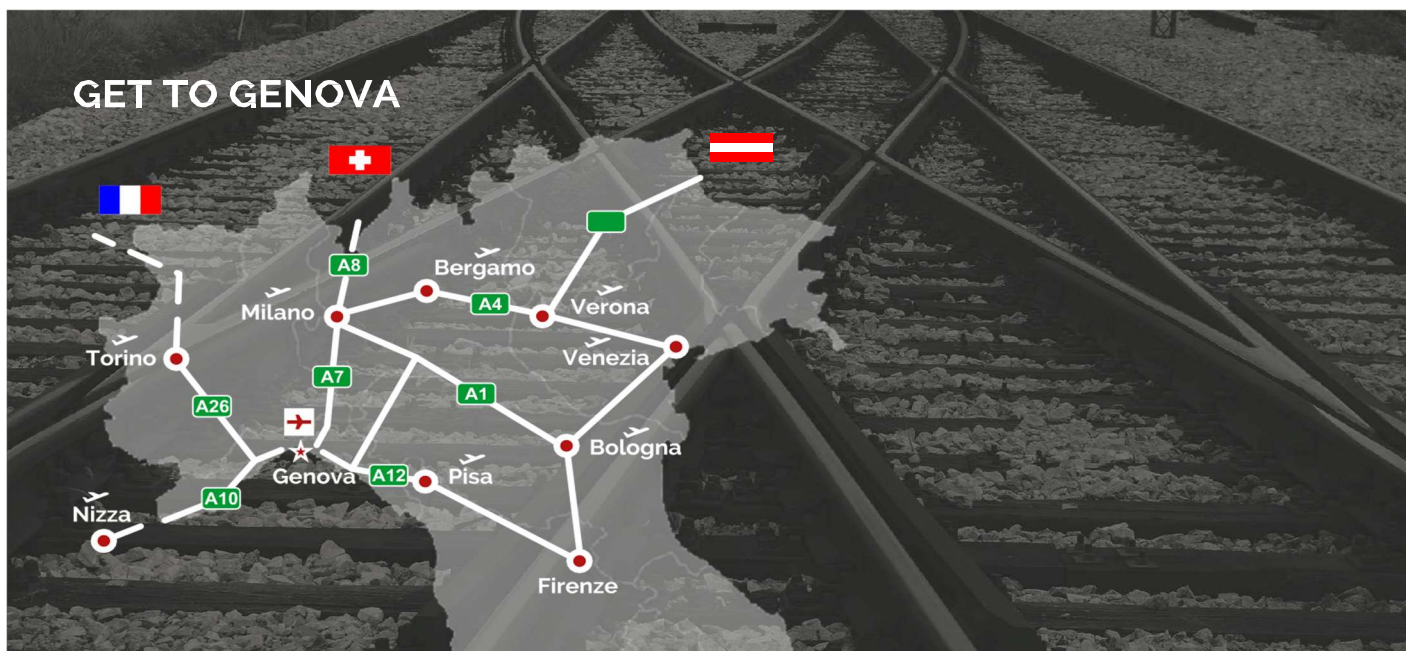 GET TO GENOVA
A8
Bergamo
A4
Verona
Milano
Venezia
Torino
A7
A1
A26
Bologna
Genova
A12
Pisa
A10
Nizza
Firenze